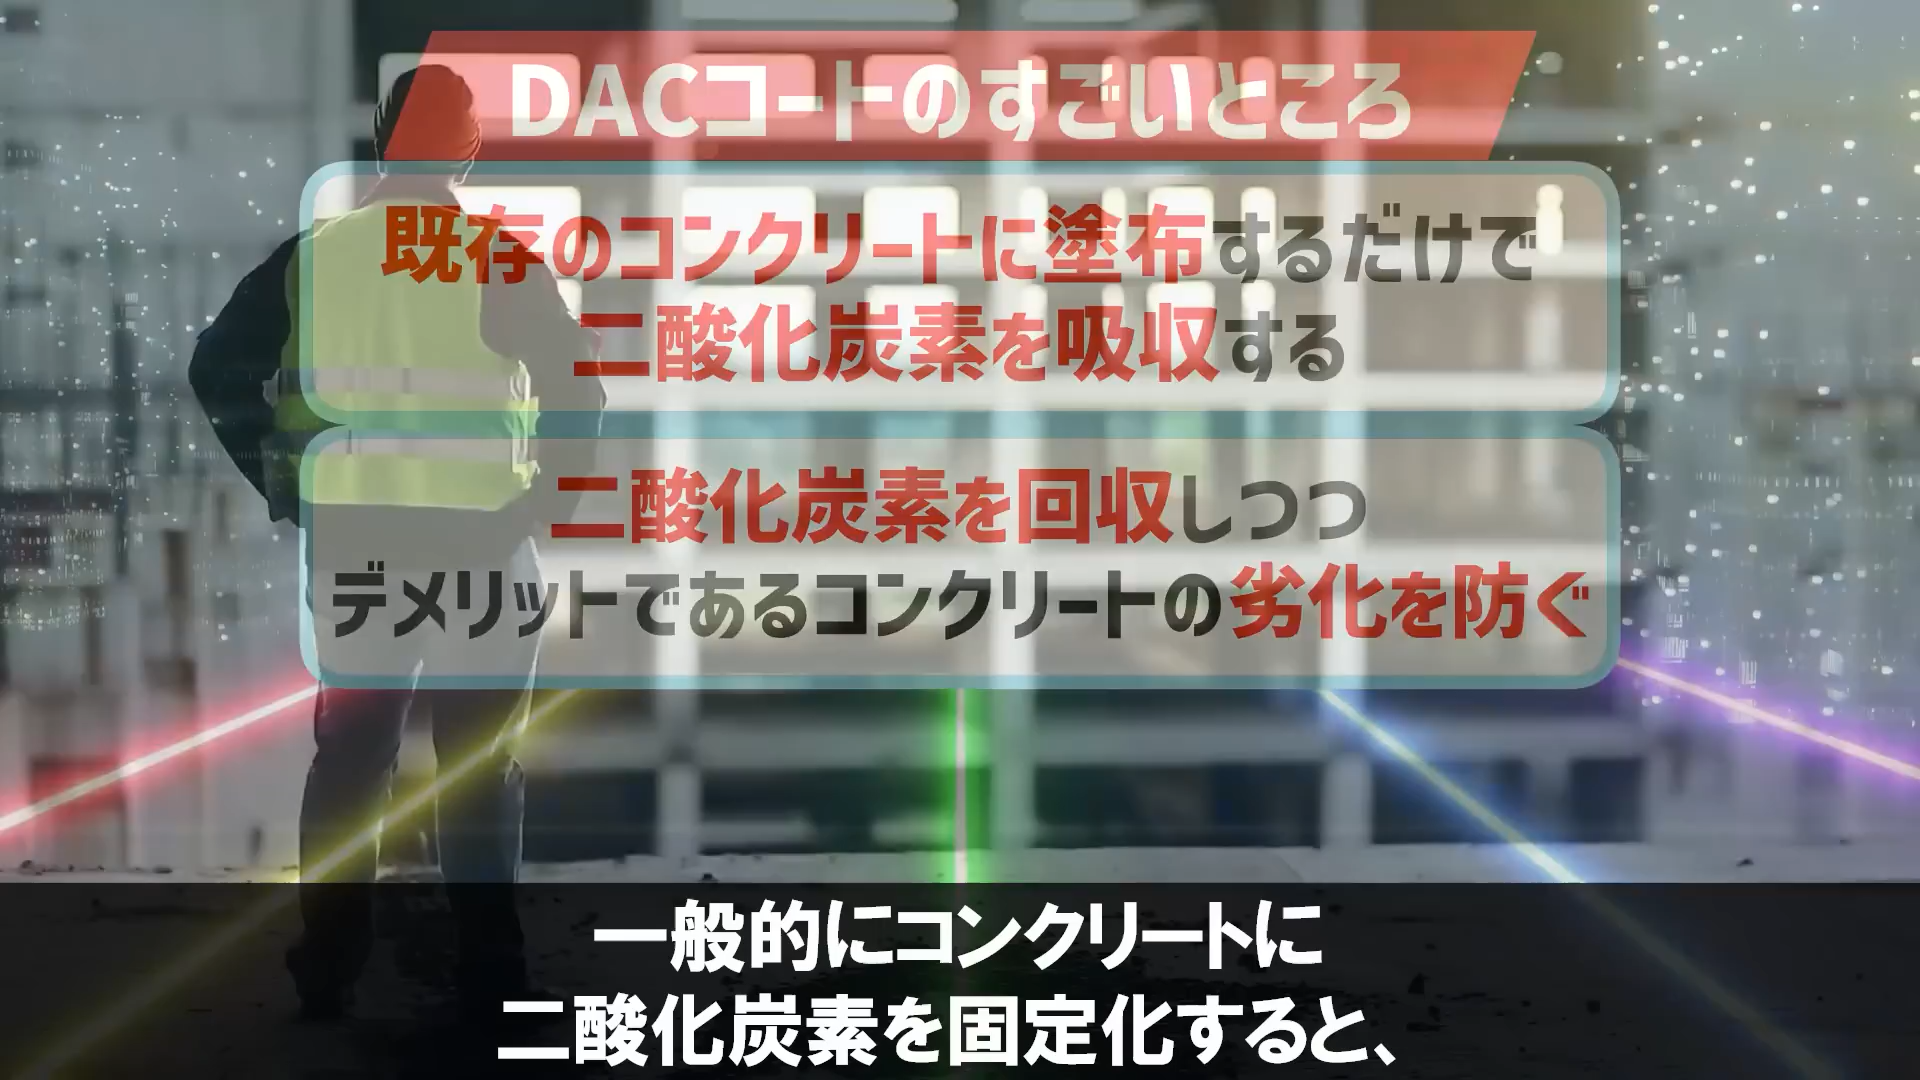 DACコートのすごいところ
既存のコンクリートに塗布するだけで
二酸化炭素を吸収する
二酸化炭素を回収しつつ
デメリットであるコンクリートの劣化を防ぐ
一般的にコンクリートに
二酸化炭素を固定化すると、